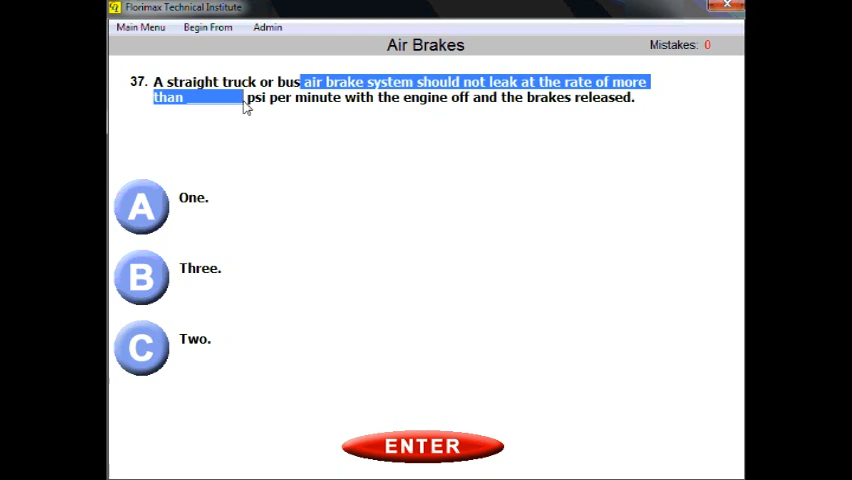 Florimax Technical Institute
Main Menu Begin From Admin
Air Brakes Mistakes: 0
37. A straight truck or bus air brake system should not leak at the rate of more
than ________ psi per minute with the engine off and the brakes released.
A One.
B Three.
C Two.
ENTER